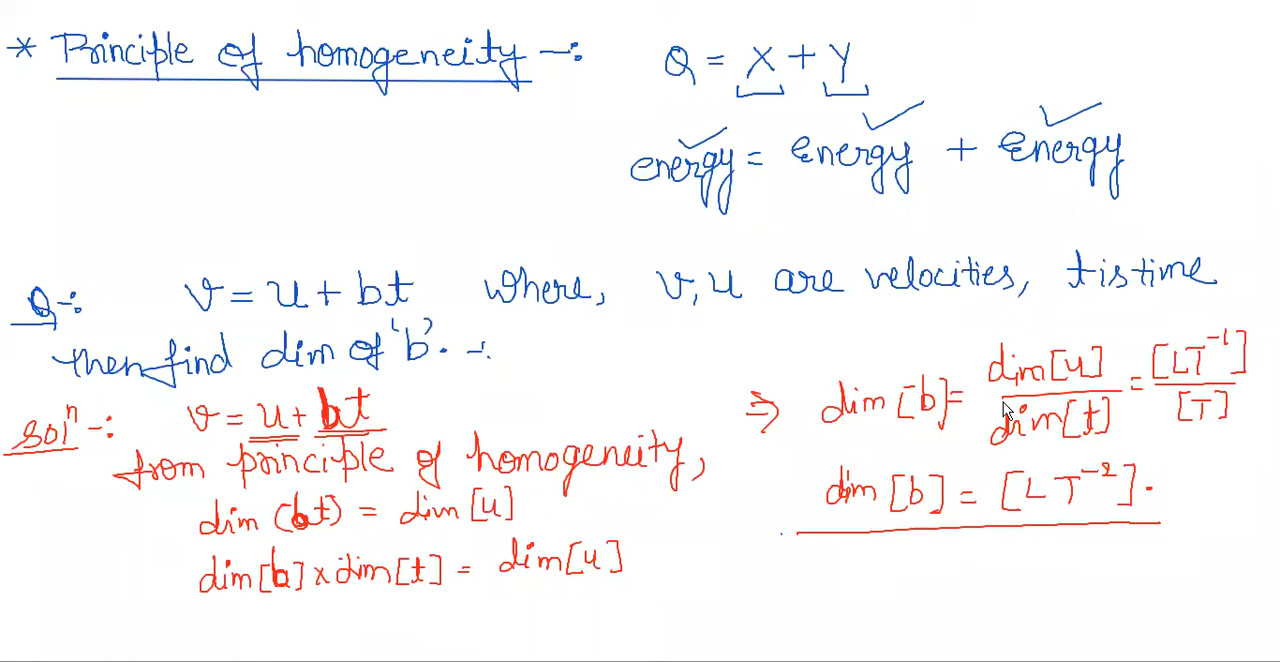 * Principle of homogeneity -:
Q = X + Y
energy = energy + energy
Q-: v = u + bt where, v, u are velocities, t is time
then find dim of 'b'. -:
Solⁿ-: v = u + bt
from principle of homogeneity,
dim (bt) = dim [u]
dim [b] x dim [t] = dim [u]
⇒ dim [b] = dim [u] / dim [t] = [LT⁻¹] / [T]
dim [b] = [L T⁻²].